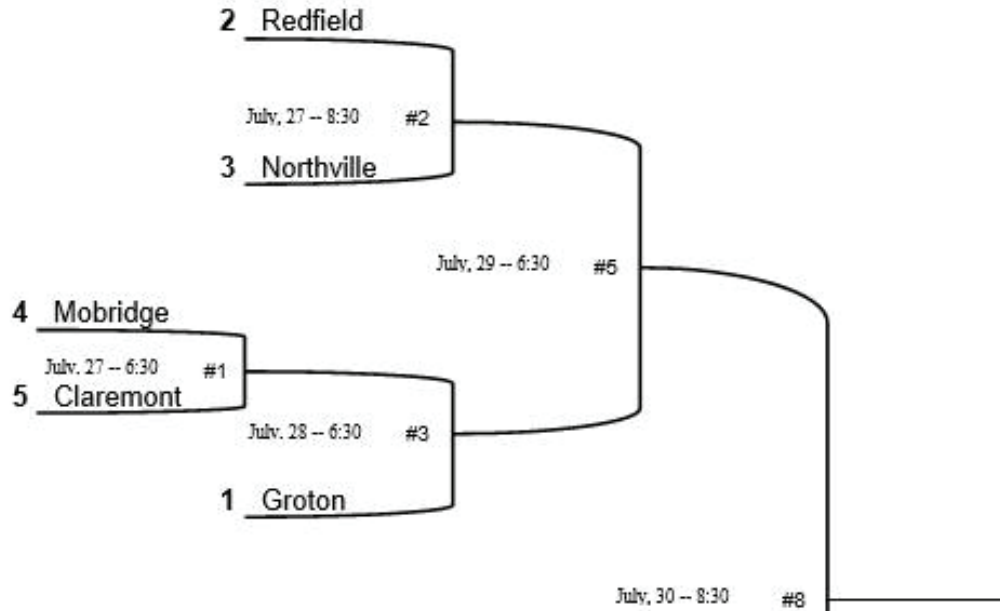 2 Redfield
July, 27 -- 8:30 #2
3 Northville
July, 29 -- 6:30 #5
4 Mobridge
July. 27 -- 6:30 #1
5 Claremont
July. 28 -- 6:30 #3
1 Groton
July, 30 -- 8:30 #8